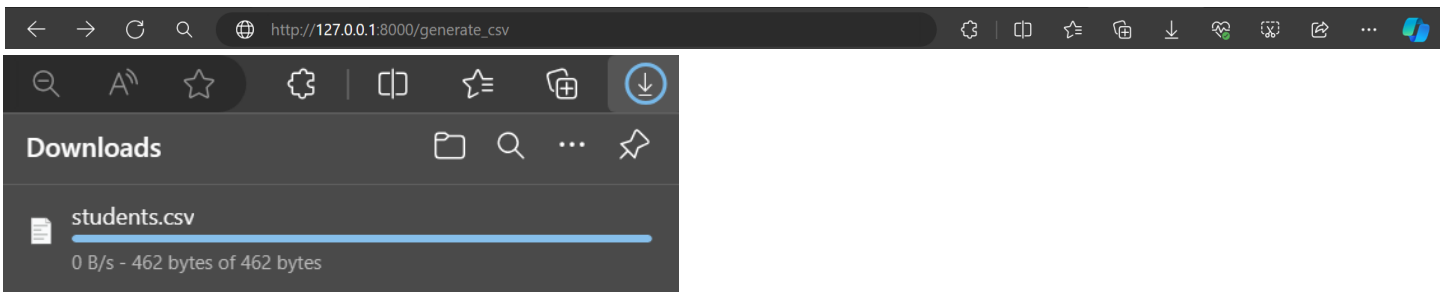 http://127.0.0.1:8000/generate_csv
A
Downloads
students.csv
0 B/s - 462 bytes of 462 bytes